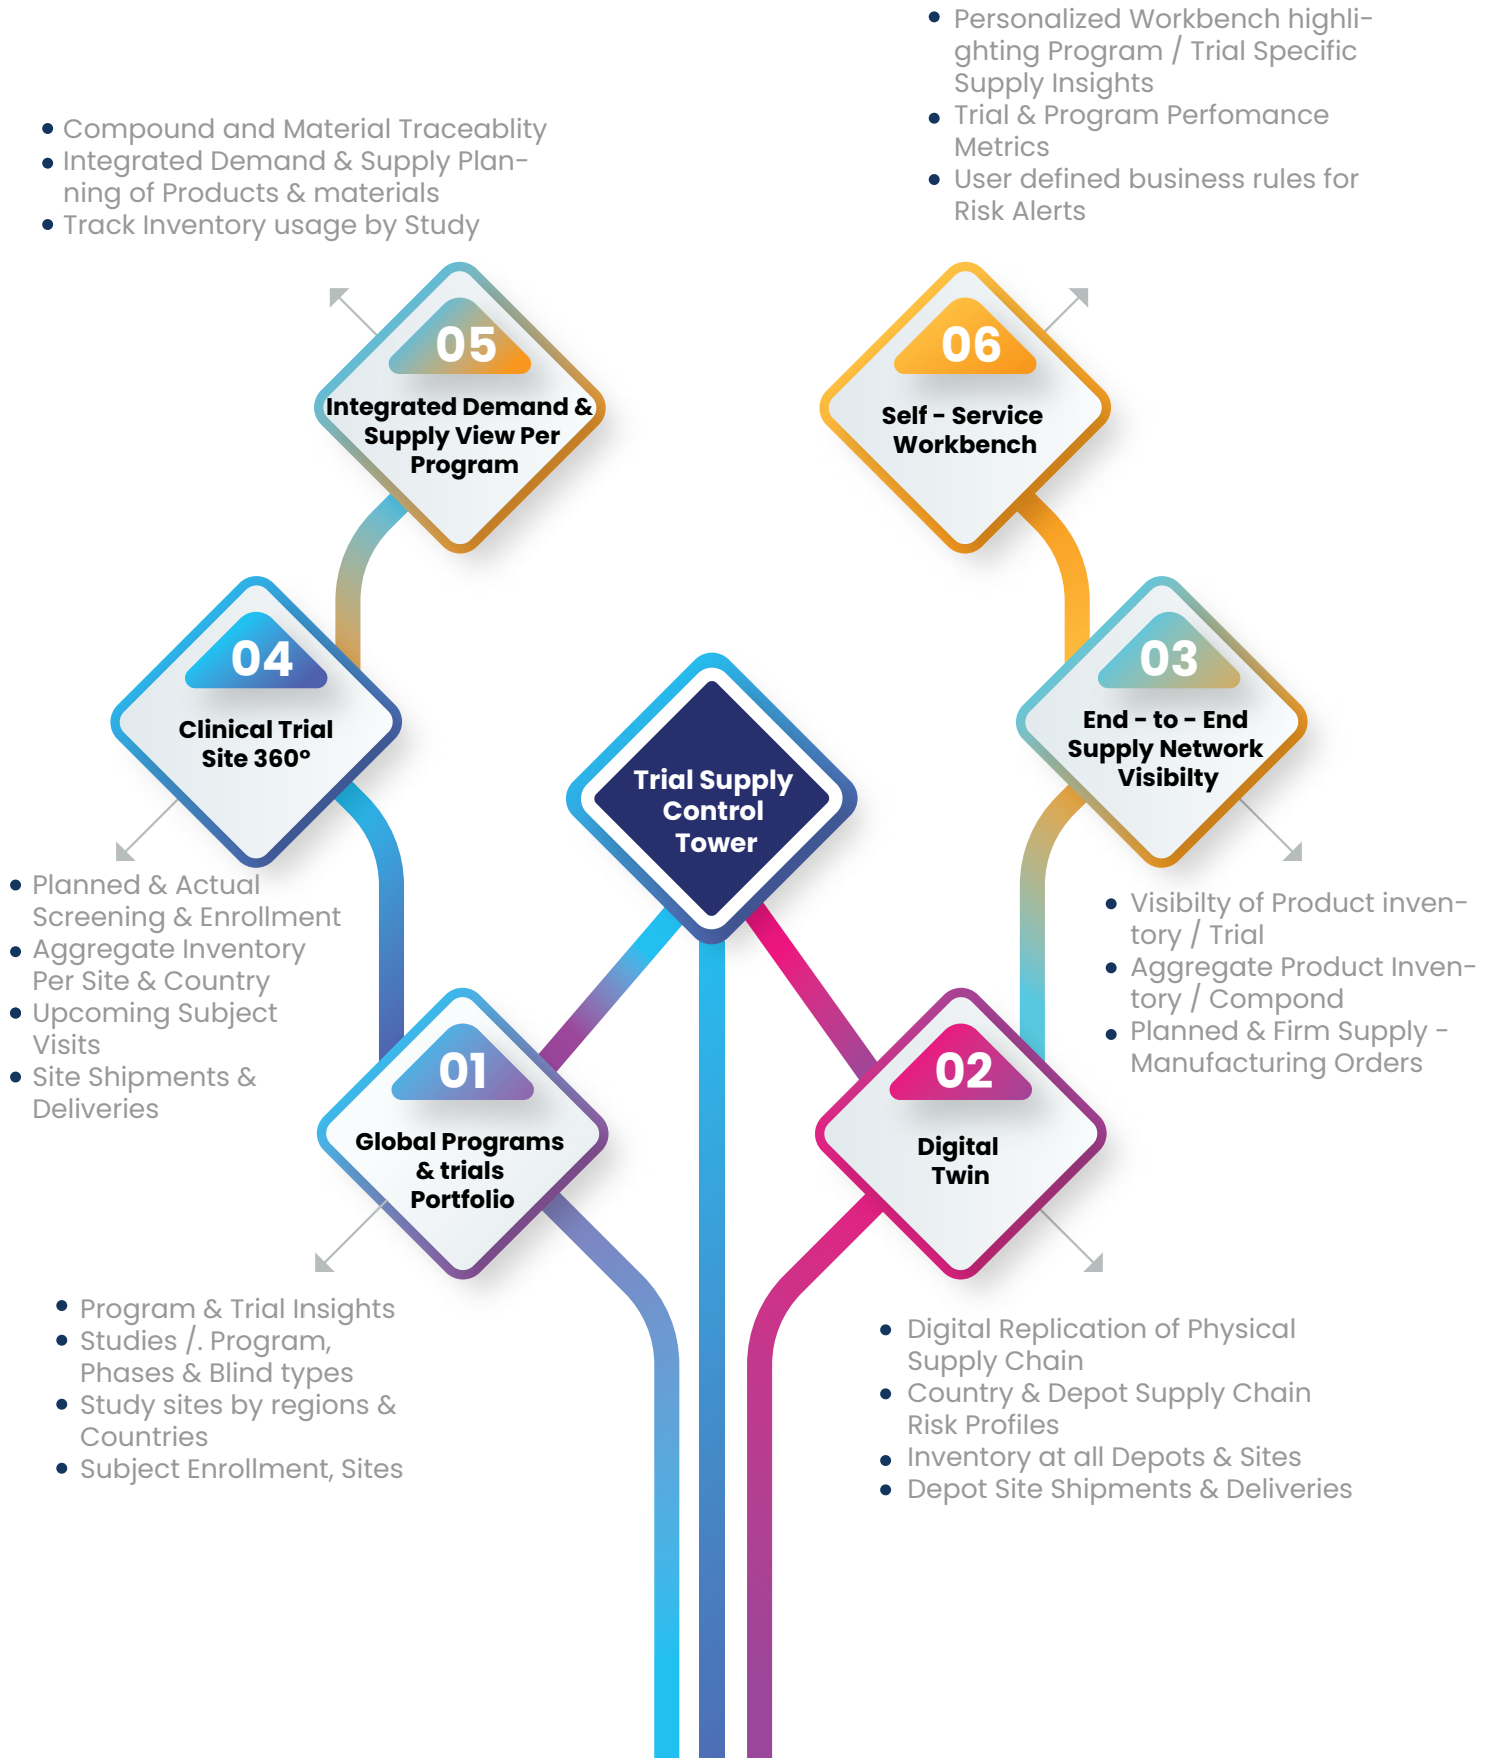 Personalized Workbench highli-
ghting Program / Trial Specific
Supply Insights
Trial & Program Perfomance
Metrics
User defined business rules for
Risk Alerts
Compound and Material Traceablity
Integrated Demand & Supply Plan-
ning of Products & materials
Track Inventory usage by Study
05
Integrated Demand &
Supply View Per
Program
06
Self - Service
Workbench
04
Clinical Trial
Site 360°
03
End - to - End
Supply Network
Visibilty
Trial Supply
Control
Tower
Planned & Actual
Screening & Enrollment
Aggregate Inventory
Per Site & Country
Upcoming Subject
Visits
Site Shipments &
Deliveries
Visibilty of Product inven-
tory / Trial
Aggregate Product Inven-
tory / Compond
Planned & Firm Supply -
Manufacturing Orders
01
Global Programs
& trials
Portfolio
02
Digital
Twin
Program & Trial Insights
Studies /. Program,
Phases & Blind types
Study sites by regions &
Countries
Subject Enrollment, Sites
Digital Replication of Physical
Supply Chain
Country & Depot Supply Chain
Risk Profiles
Inventory at all Depots & Sites
Depot Site Shipments & Deliveries